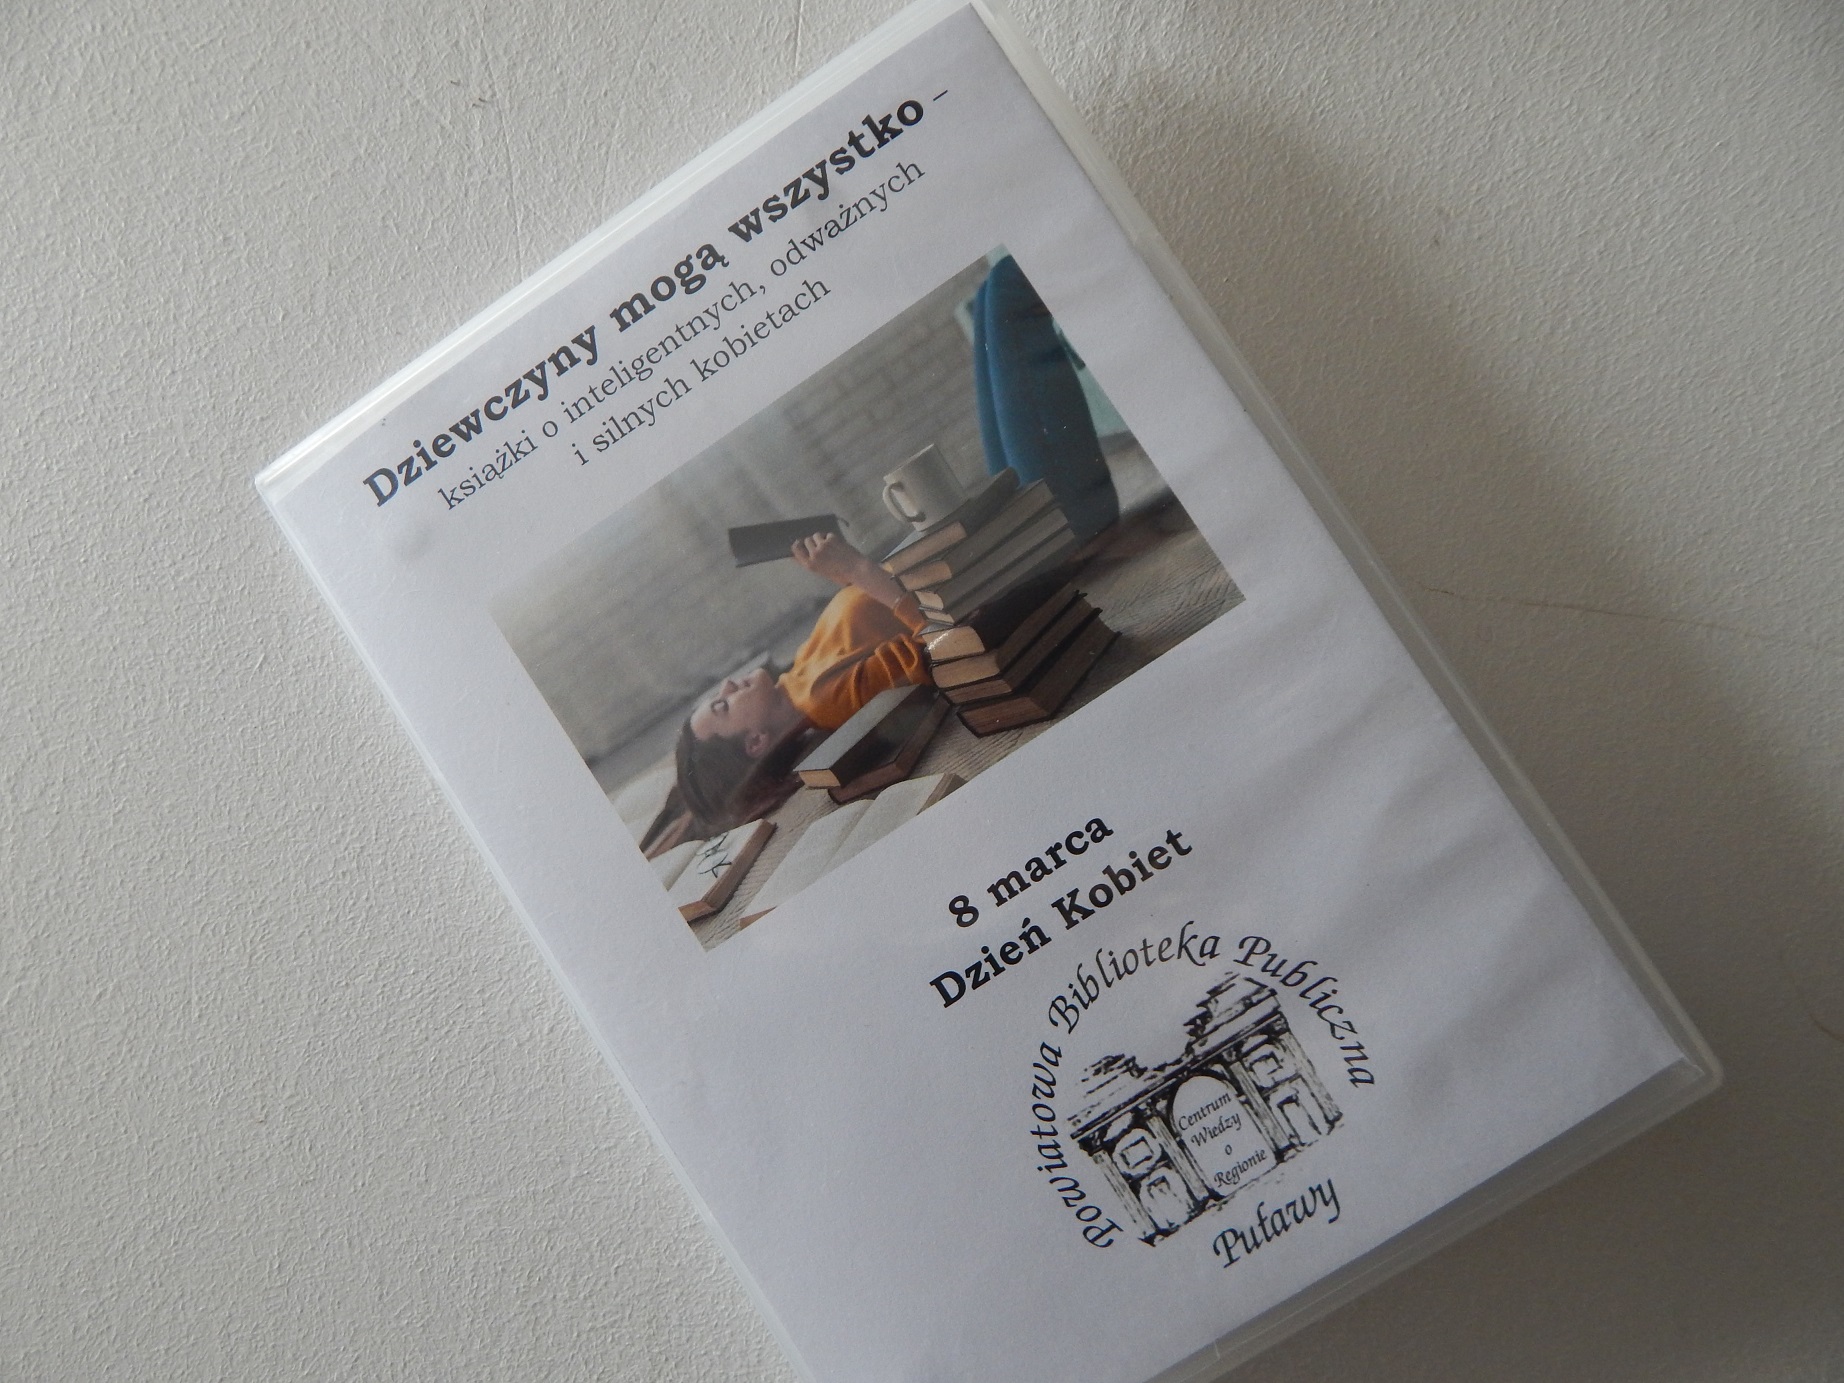 Dziewczyny mogą wszystko –
książki o inteligentnych, odważnych
i silnych kobietach
8 marca
Dzień Kobiet
Powiatowa Biblioteka Publiczna
Centrum
Wiedzy
o
Regionie
Puławy